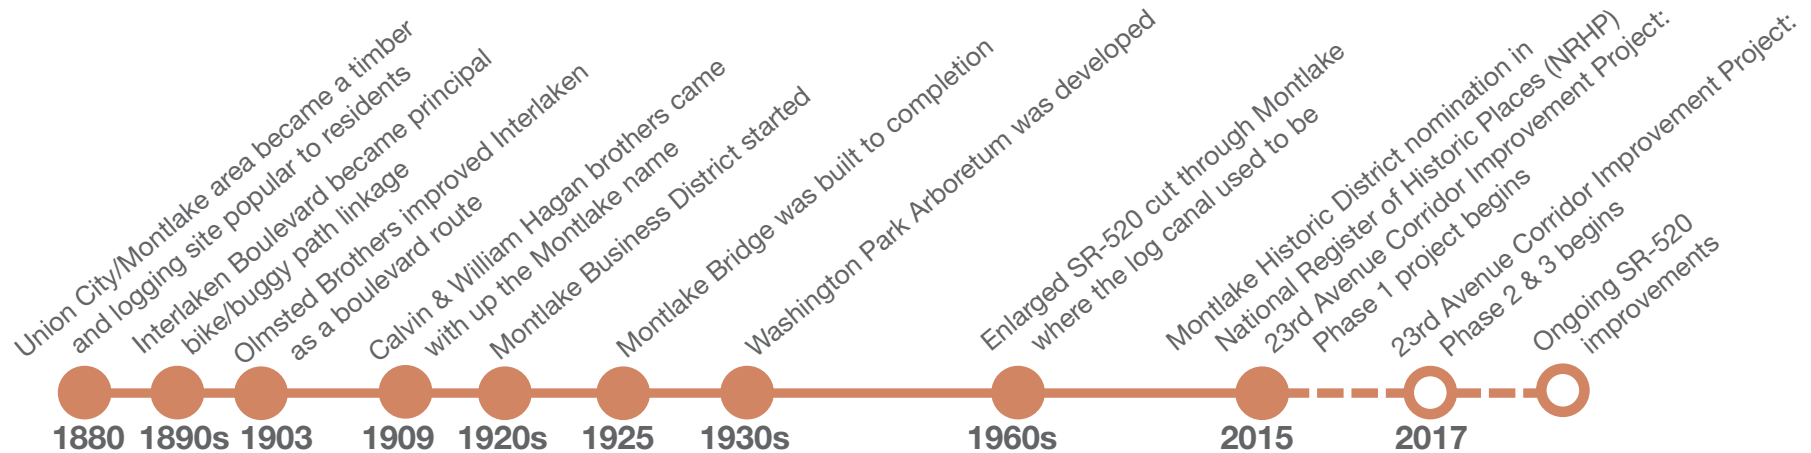 Union City/Montlake area became a timber
and logging site popular to residents
Interlaken Boulevard became principal
bike/buggy path linkage
Olmsted Brothers improved Interlaken
as a boulevard route
Calvin & William Hagan brothers came
with up the Montlake name
Montlake Business District started
Montlake Bridge was built to completion
Washington Park Arboretum was developed
Enlarged SR-520 cut through Montlake
where the log canal used to be
Montlake Historic District nomination in
National Register of Historic Places (NRHP)
23rd Avenue Corridor Improvement Project:
Phase 1 project begins
23rd Avenue Corridor Improvement Project:
Phase 2 & 3 begins
Ongoing SR-520
improvements
1880 1890s 1903 1909 1920s 1925 1930s 1960s 2015 2017